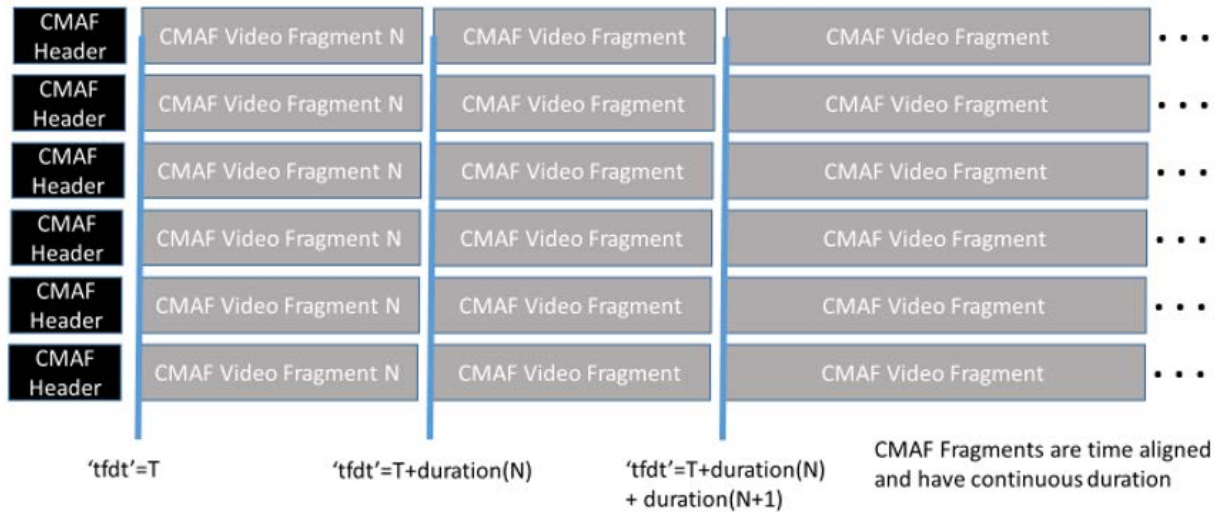 CMAF
Header
CMAF Video Fragment N
CMAF Video Fragment
CMAF Video Fragment
• • •
CMAF
Header
CMAF Video Fragment N
CMAF Video Fragment
CMAF Video Fragment
• • •
CMAF
Header
CMAF Video Fragment N
CMAF Video Fragment
CMAF Video Fragment
• • •
CMAF
Header
CMAF Video Fragment N
CMAF Video Fragment
CMAF Video Fragment
• • •
CMAF
Header
CMAF Video Fragment N
CMAF Video Fragment
CMAF Video Fragment
• • •
CMAF
Header
CMAF Video Fragment N
CMAF Video Fragment
CMAF Video Fragment
• • •
‘tfdt’=T
‘tfdt’=T+duration(N)
‘tfdt’=T+duration(N)
+ duration(N+1)
CMAF Fragments are time aligned
and have continuous duration